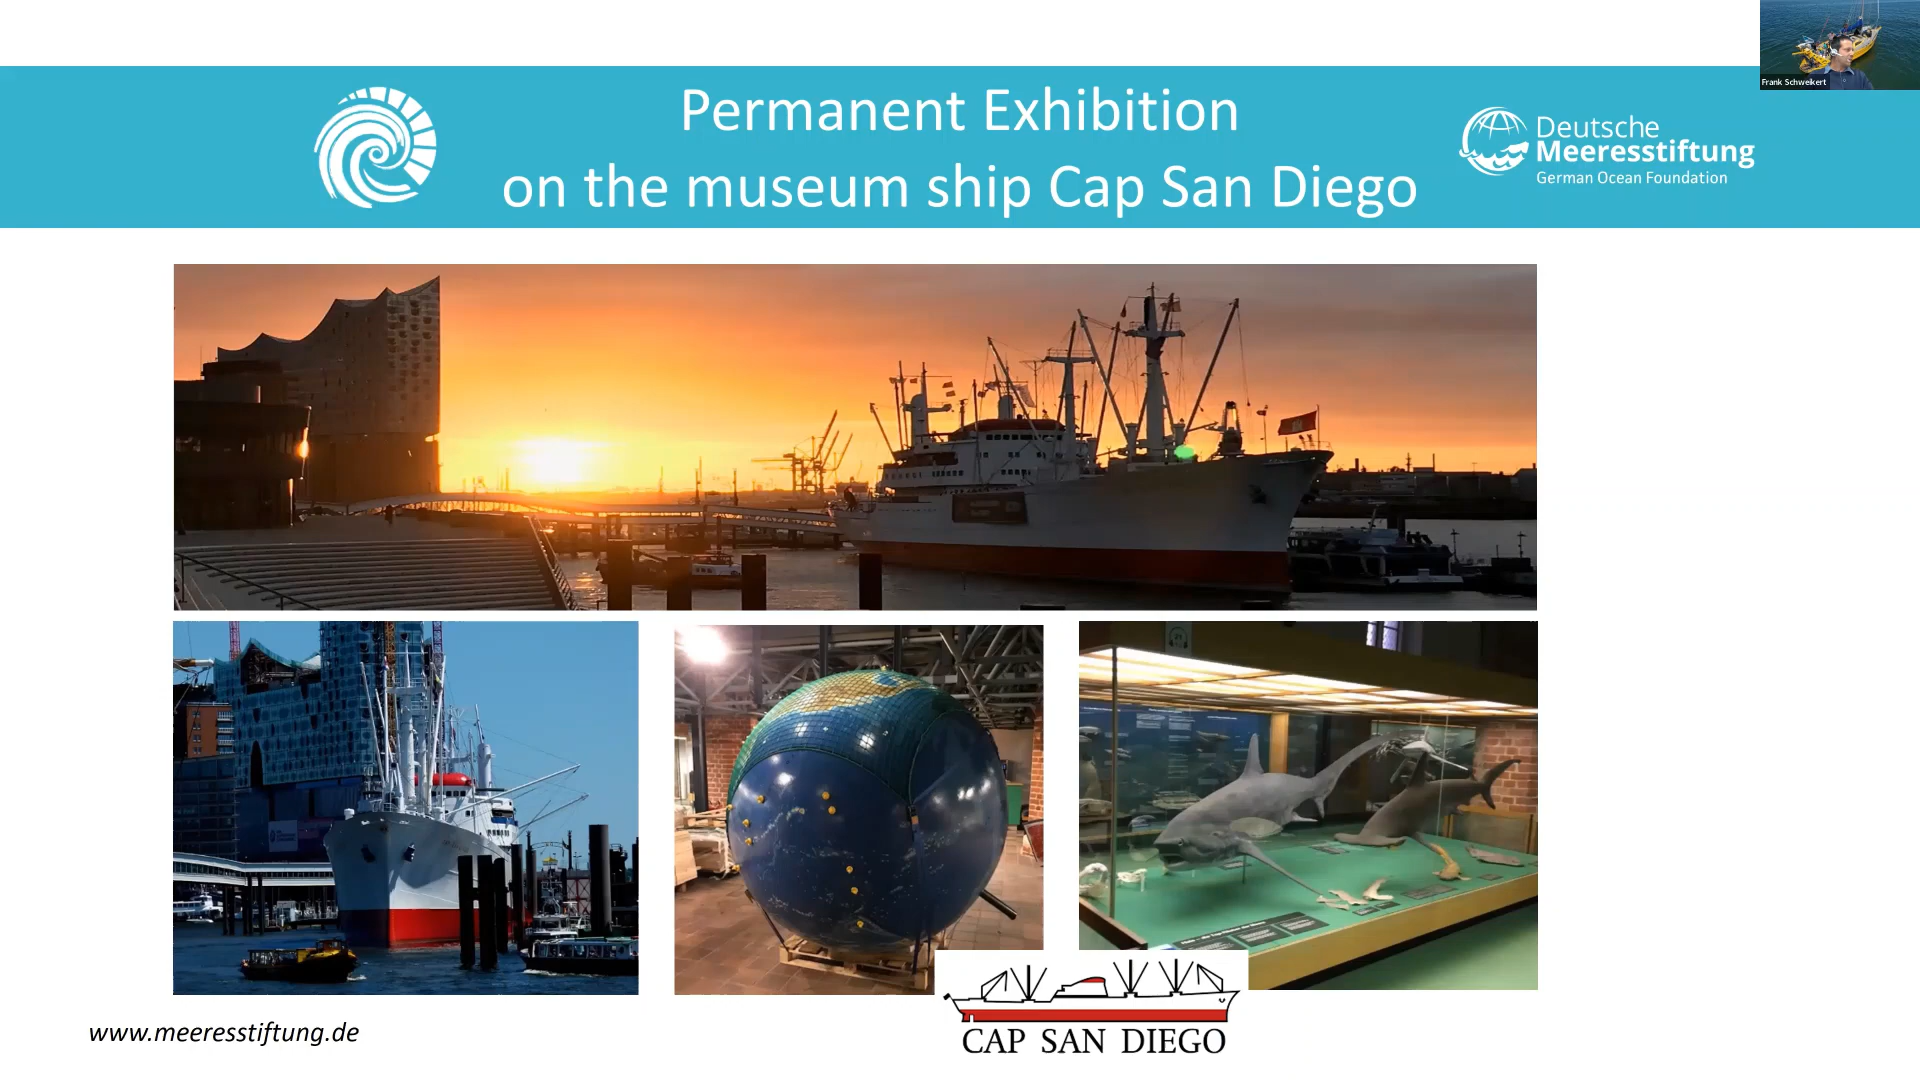 Frank Schweikert
Permanent Exhibition
on the museum ship Cap San Diego
Deutsche
Meeresstiftung
German Ocean Foundation
www.meeresstiftung.de
CAP SAN DIEGO